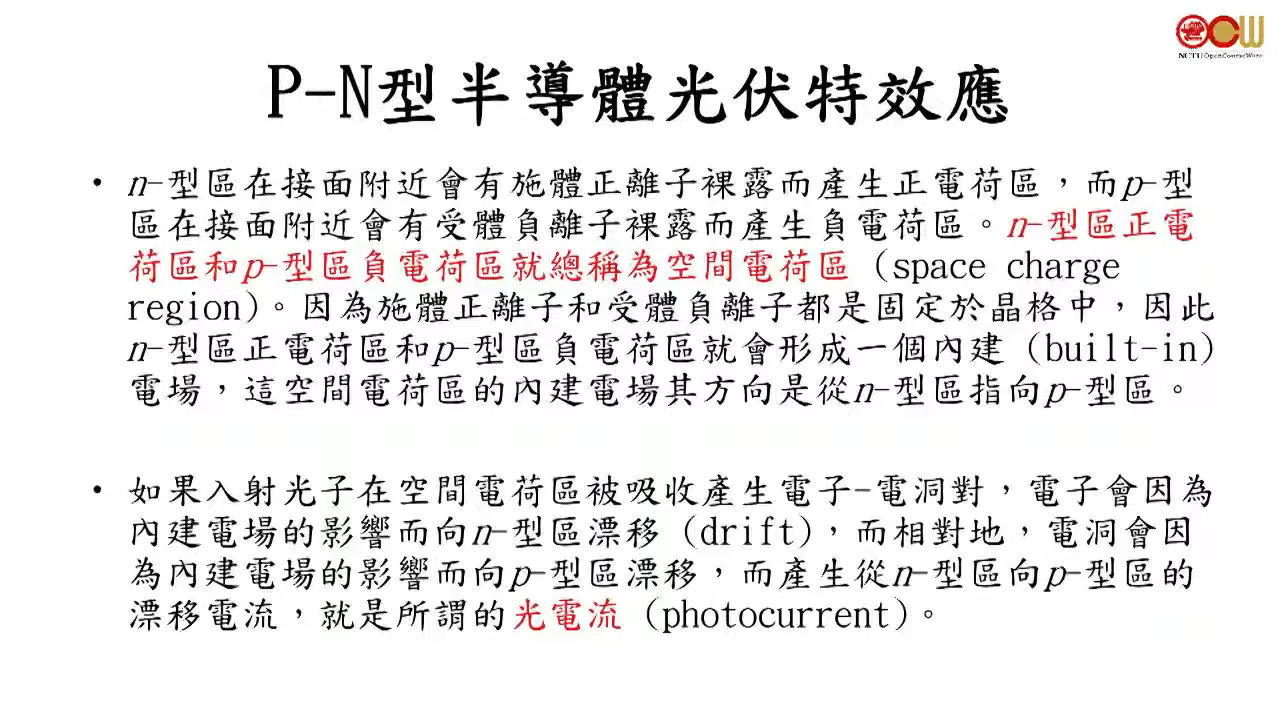 NCTU OpenCourseWare
P-N型半導體光伏特效應
• n-型區在接面附近會有施體正離子裸露而產生正電荷區，而p-型
區在接面附近會有受體負離子裸露而產生負電荷區。n-型區正電
荷區和p-型區負電荷區就總稱為空間電荷區 (space charge
region)。因為施體正離子和受體負離子都是固定於晶格中，因此
n-型區正電荷區和p-型區負電荷區就會形成一個內建 (built-in)
電場，這空間電荷區的內建電場其方向是從n-型區指向p-型區。
• 如果入射光子在空間電荷區被吸收產生電子-電洞對，電子會因為
內建電場的影響而向n-型區漂移 (drift)，而相對地，電洞會因
為內建電場的影響而向p-型區漂移，而產生從n-型區向p-型區的
漂移電流，就是所謂的光電流 (photocurrent)。